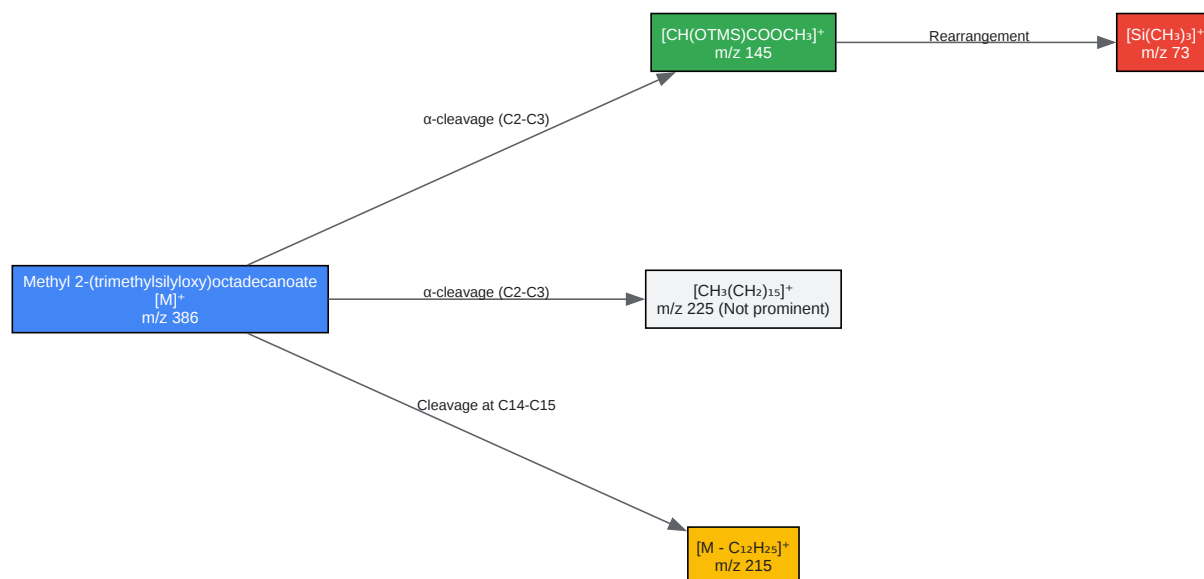 [CH(OTMS)COOCH₃]⁺
m/z 145
Rearrangement
[Si(CH₃)₃]⁺
m/z 73
α-cleavage (C2-C3)
Methyl 2-(trimethylsilyloxy)octadecanoate
[M]⁺
m/z 386
α-cleavage (C2-C3)
[CH₃(CH₂)₁₅]⁺
m/z 225 (Not prominent)
Cleavage at C14-C15
[M - C₁₂H₂₅]⁺
m/z 215